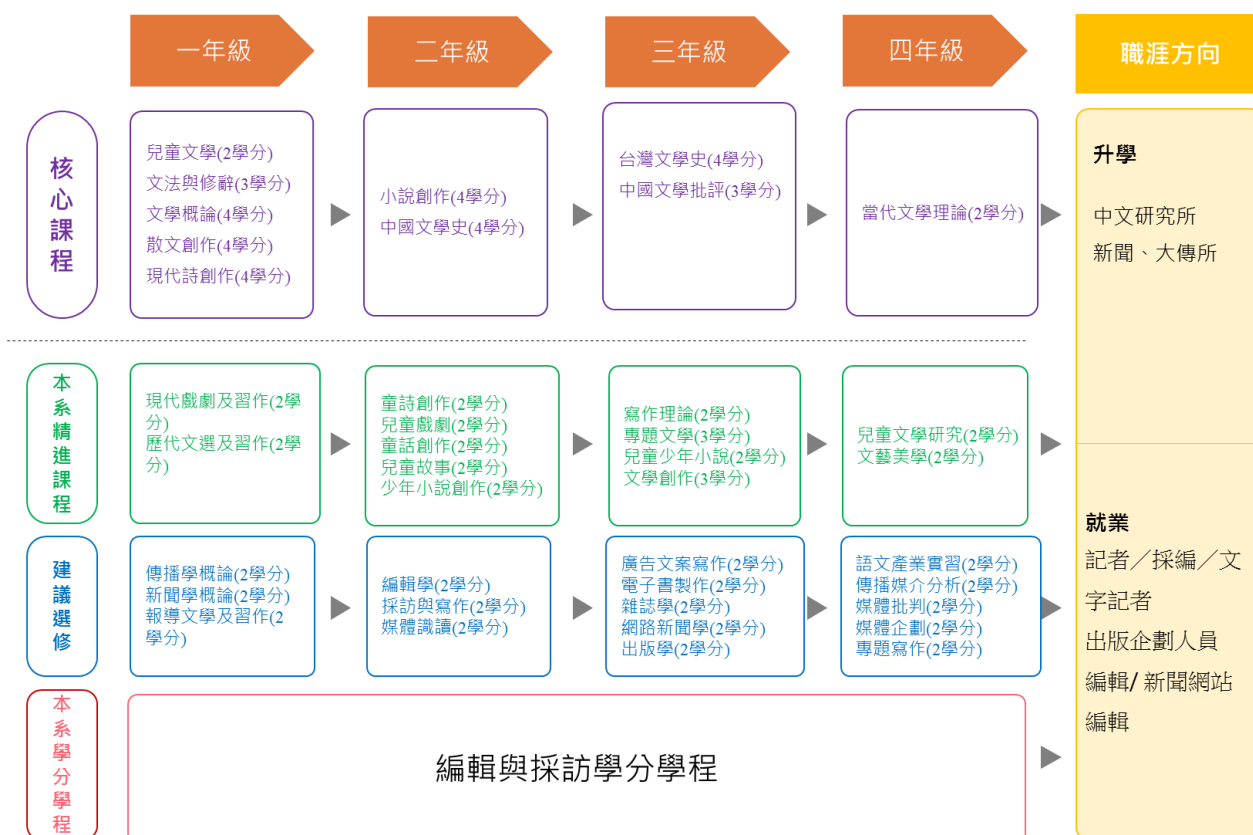 一年級
二年級
三年級
四年級
職涯方向
核心課程
兒童文學(2學分)
文法與修辭(3學分)
文學概論(4學分)
散文創作(4學分)
現代詩創作(4學分)
小說創作(4學分)
中國文學史(4學分)
台灣文學史(4學分)
中國文學批評(3學分)
當代文學理論(2學分)
升學
中文研究所
新聞、大傳所
本系精進課程
現代戲劇及習作(2學
分)
歷代文選及習作(2學
分)
童詩創作(2學分)
兒童戲劇(2學分)
童話創作(2學分)
兒童故事(2學分)
少年小說創作(2學分)
寫作理論(2學分)
專題文學(3學分)
兒童少年小說(2學分)
文學創作(3學分)
兒童文學研究(2學分)
文藝美學(2學分)
建議選修
傳播學概論(2學分)
新聞學概論(2學分)
報導文學及習作(2
學分)
編輯學(2學分)
採訪與寫作(2學分)
媒體識讀(2學分)
廣告文案寫作(2學分)
電子書製作(2學分)
雜誌學(2學分)
網路新聞學(2學分)
出版學(2學分)
語文產業實習(2學分)
傳播媒介分析(2學分)
媒體批判(2學分)
媒體企劃(2學分)
專題寫作(2學分)
就業
記者／採編／文
字記者
出版企劃人員
編輯/ 新聞網站
編輯
本系學分學程
編輯與採訪學分學程